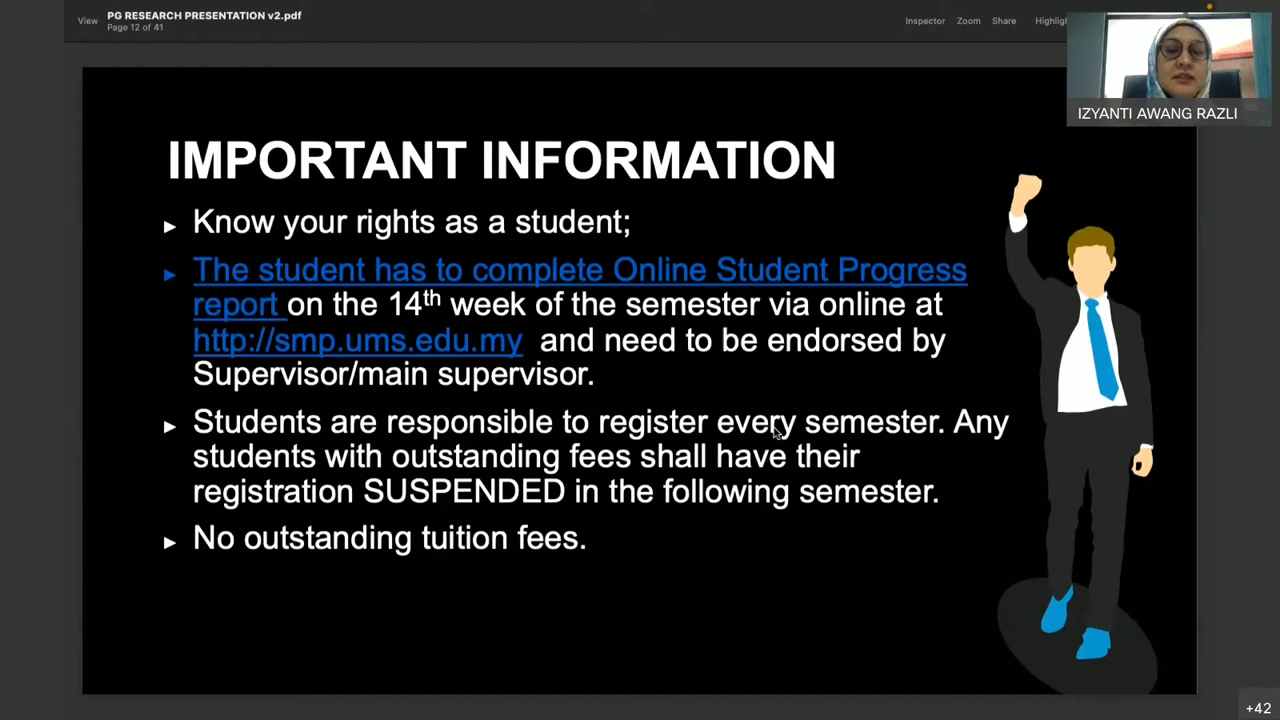 View PG RESEARCH PRESENTATION v2.pdf Inspector Zoom Share
Page 12 of 41
IZYANTI AWANG RAZLI
IMPORTANT INFORMATION
► Know your rights as a student;
► The student has to complete Online Student Progress
report on the 14th week of the semester via online at
http://smp.ums.edu.my and need to be endorsed by
Supervisor/main supervisor.
► Students are responsible to register every semester. Any
students with outstanding fees shall have their
registration SUSPENDED in the following semester.
► No outstanding tuition fees.
+42